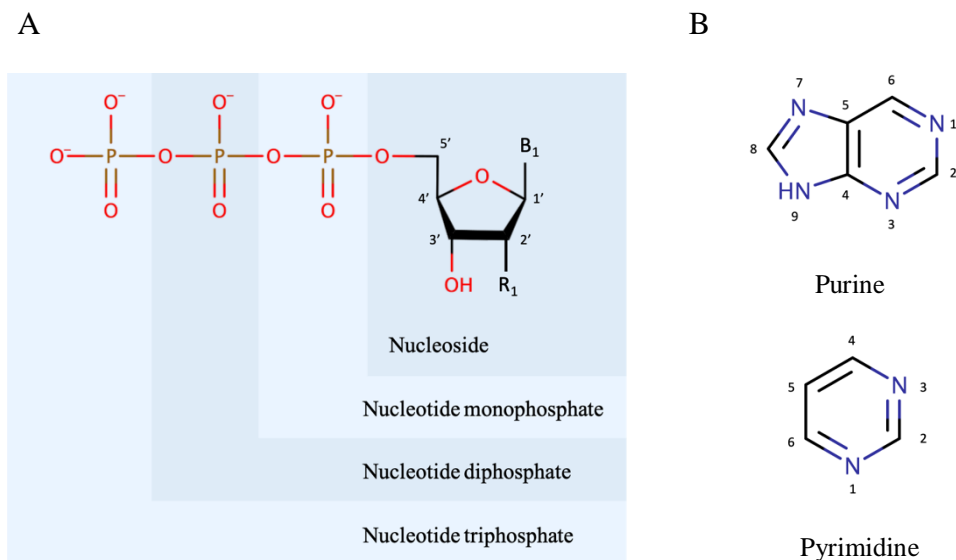 A
B
O⁻ O⁻ O⁻
O⁻ P O P O P O
O O O
5′ B₁
O
4′ 1′
3′ 2′
OH R₁
Nucleoside
Nucleotide monophosphate
Nucleotide diphosphate
Nucleotide triphosphate
6
7
N 5 N 1
8
HN 4 N 2
9 3
Purine
4
5 N 3
6 2
N
1
Pyrimidine